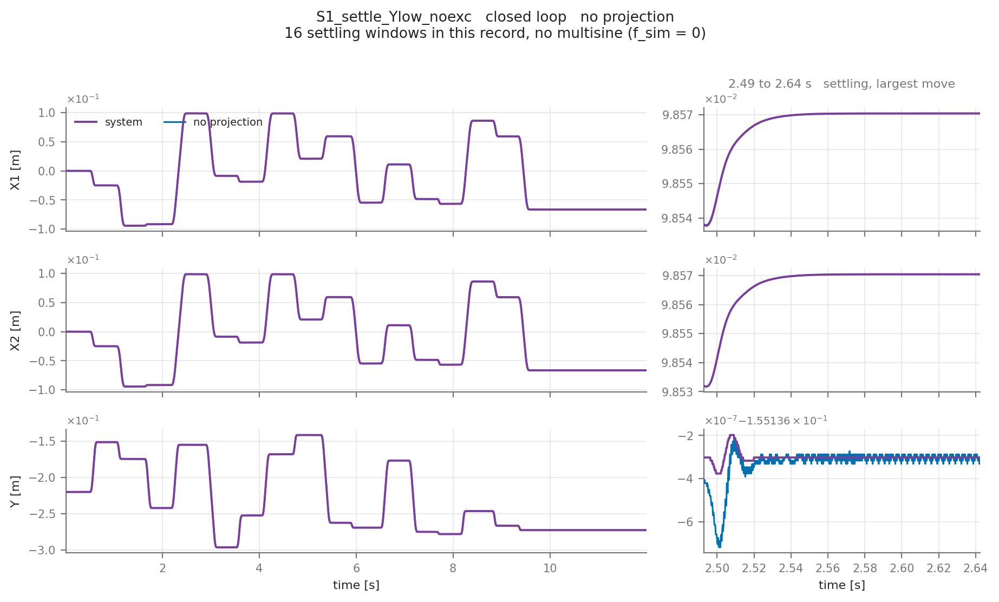 S1_settle_Ylow_noexc   closed loop   no projection
16 settling windows in this record, no multisine (f_sim = 0)
2.49 to 2.64 s   settling, largest move
×10⁻¹
1.0
0.5
0.0
−0.5
−1.0
X1 [m]
system
no projection
×10⁻²
9.857
9.856
9.855
9.854
×10⁻¹
1.0
0.5
0.0
−0.5
−1.0
X2 [m]
×10⁻²
9.857
9.856
9.855
9.854
9.853
×10⁻¹
−1.5
−2.0
−2.5
−3.0
Y [m]
2 4 6 8 10
time [s]
×10⁻⁷−1.55136 × 10⁻¹
−2
−4
−6
2.50 2.52 2.54 2.56 2.58 2.60 2.62 2.64
time [s]